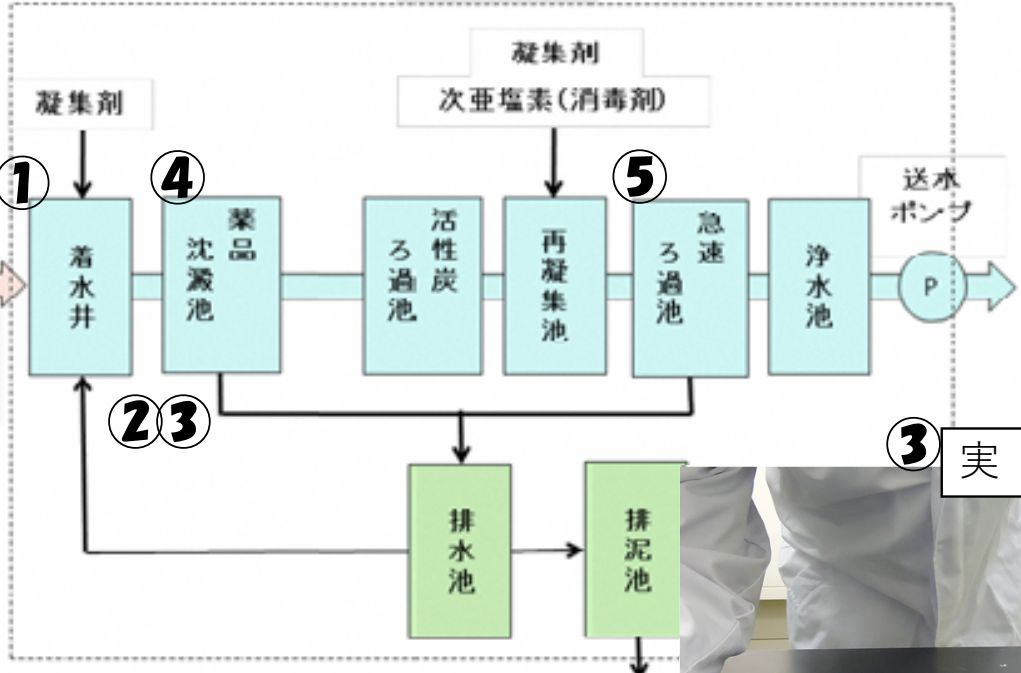 凝集剤
次亜塩素(消毒剤)
凝集剤
①
④
⑤
送水
ポンプ
着水井
薬品
沈澱池
活性炭
ろ過池
再凝集池
急速
ろ過池
浄水池
P
②③
③
実
排水池
排泥池